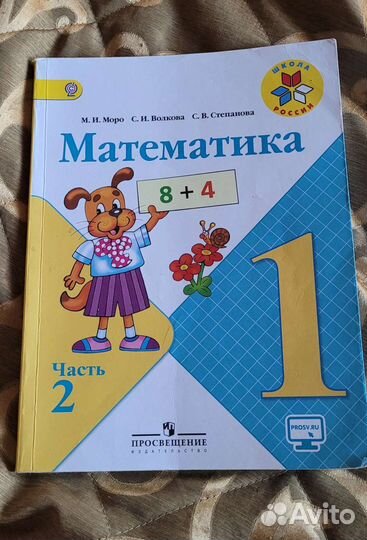 ШКОЛА РОССИИ
М. И. Моро С. И. Волкова С. В. Степанова
Математика
8 + 4
1
Часть
2
ПРОСВЕЩЕНИЕ
ИЗДАТЕЛЬСТВО
PROSV.RU
Avito